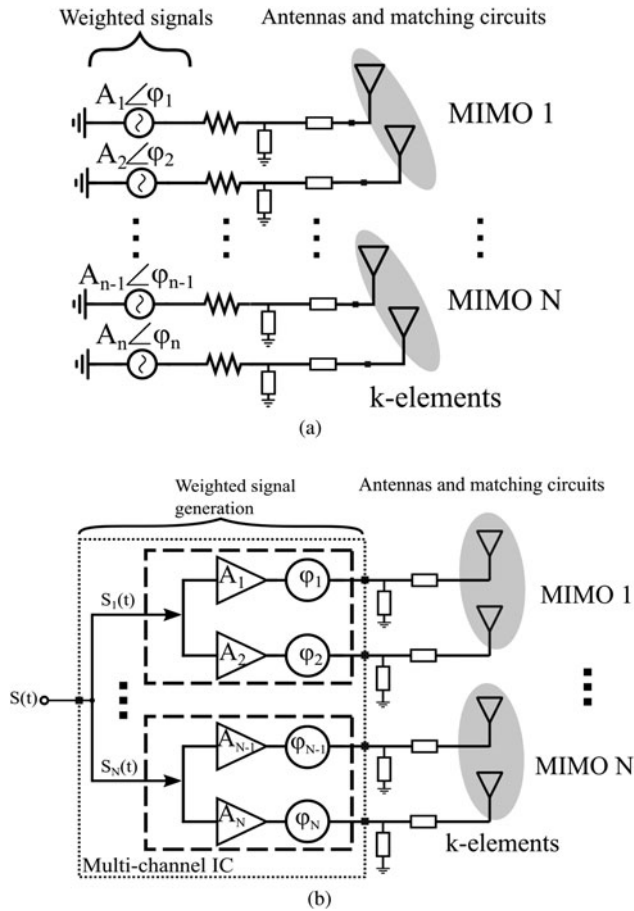 Weighted signals
Antennas and matching circuits
A1∠φ1
MIMO 1
A2∠φ2
An-1∠φn-1
MIMO N
An∠φn
k-elements
(a)
Weighted signal
generation
Antennas and matching circuits
A1 φ1
S1(t)
MIMO 1
A2 φ2
S(t)
AN-1 φN-1
SN(t)
MIMO N
AN φN
k-elements
Multi-channel IC
(b)